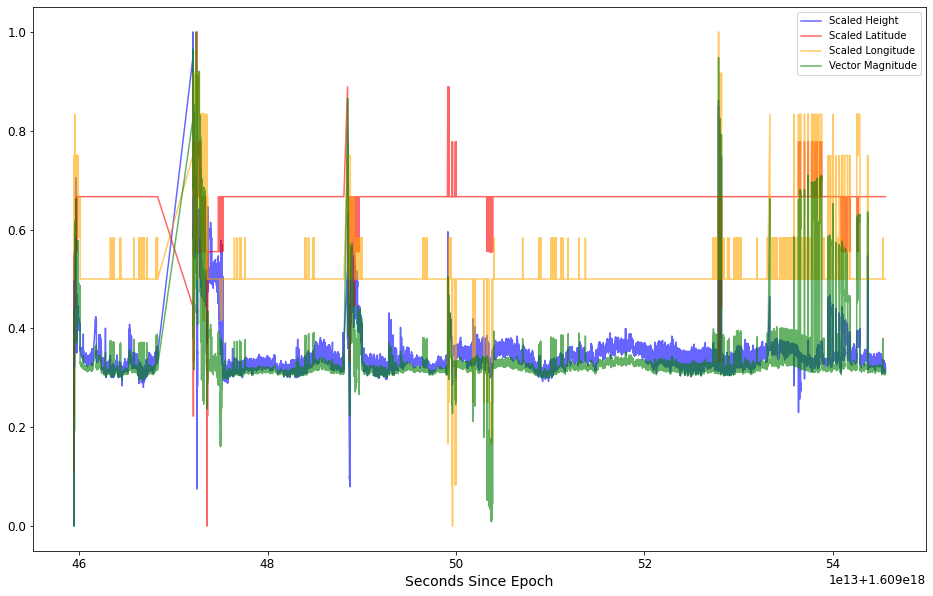 Scaled Height
Scaled Latitude
Scaled Longitude
Vector Magnitude
1.0
0.8
0.6
0.4
0.2
0.0
46 48 50 52 54
Seconds Since Epoch
1e13+1.609e18